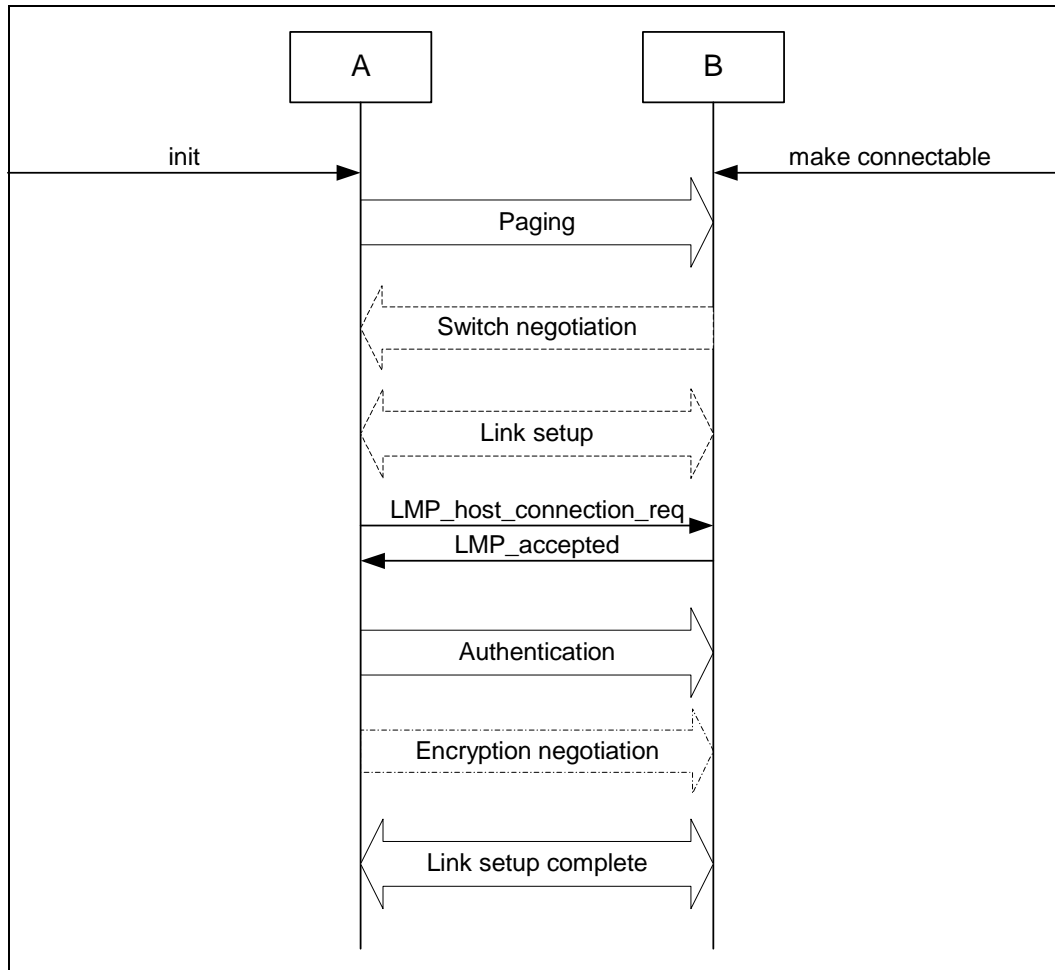 A
B
init
make connectable
Paging
Switch negotiation
Link setup
LMP_host_connection_req
LMP_accepted
Authentication
Encryption negotiation
Link setup complete